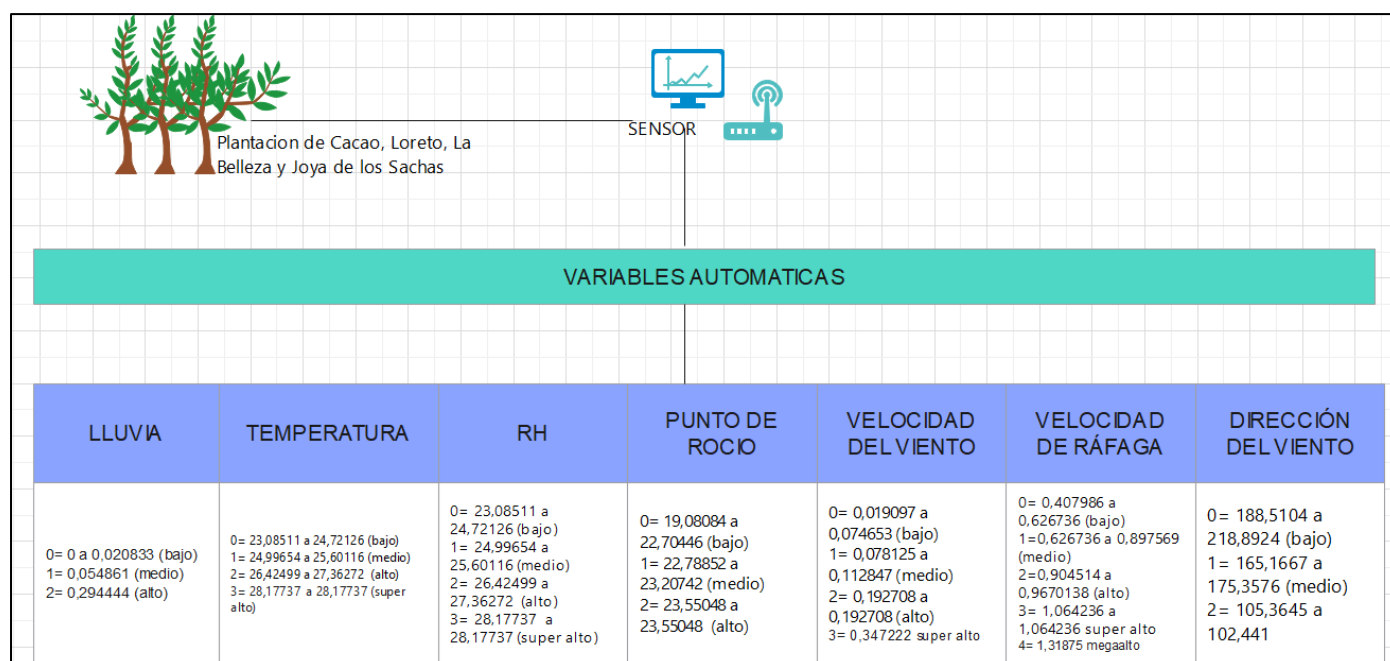 Plantacion de Cacao, Loreto, La
Belleza y Joya de los Sachas
SENSOR
VARIABLES AUTOMATICAS
LLUVIA
TEMPERATURA
RH
PUNTO DE
ROCIO
VELOCIDAD
DEL VIENTO
VELOCIDAD
DE RÁFAGA
DIRECCIÓN
DEL VIENTO
0= 0 a 0,020833 (bajo)
1= 0,054861 (medio)
2= 0,294444 (alto)
0= 23,08511 a 24,72126 (bajo)
1= 24,99654 a 25,60116 (medio)
2= 26,42499 a 27,36272 (alto)
3= 28,17737 a 28,17737 (super
alto)
0= 23,08511 a
24,72126 (bajo)
1= 24,99654 a
25,60116 (medio)
2= 26,42499 a
27,36272 (alto)
3= 28,17737 a
28,17737 (super alto)
0= 19,08084 a
22,70446 (bajo)
1= 22,78852 a
23,20742 (medio)
2= 23,55048 a
23,55048 (alto)
0= 0,019097 a
0,074653 (bajo)
1= 0,078125 a
0,112847 (medio)
2= 0,192708 a
0,192708 (alto)
3= 0,347222 super alto
0= 0,407986 a
0,626736 (bajo)
1=0,626736 a 0,897569
(medio)
2=0,904514 a
0,9670138 (alto)
3= 1,064236 a
1,064236 super alto
4= 1,31875 megaalto
0= 188,5104 a
218,8924 (bajo)
1= 165,1667 a
175,3576 (medio)
2= 105,3645 a
102,441